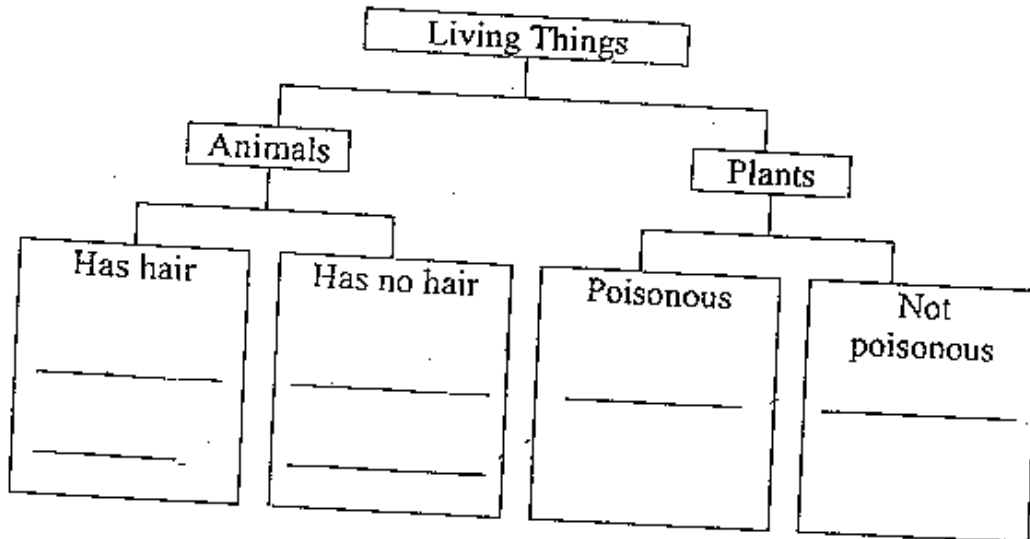 Living Things
Animals
Plants
Has hair
Has no hair
Poisonous
Not
poisonous